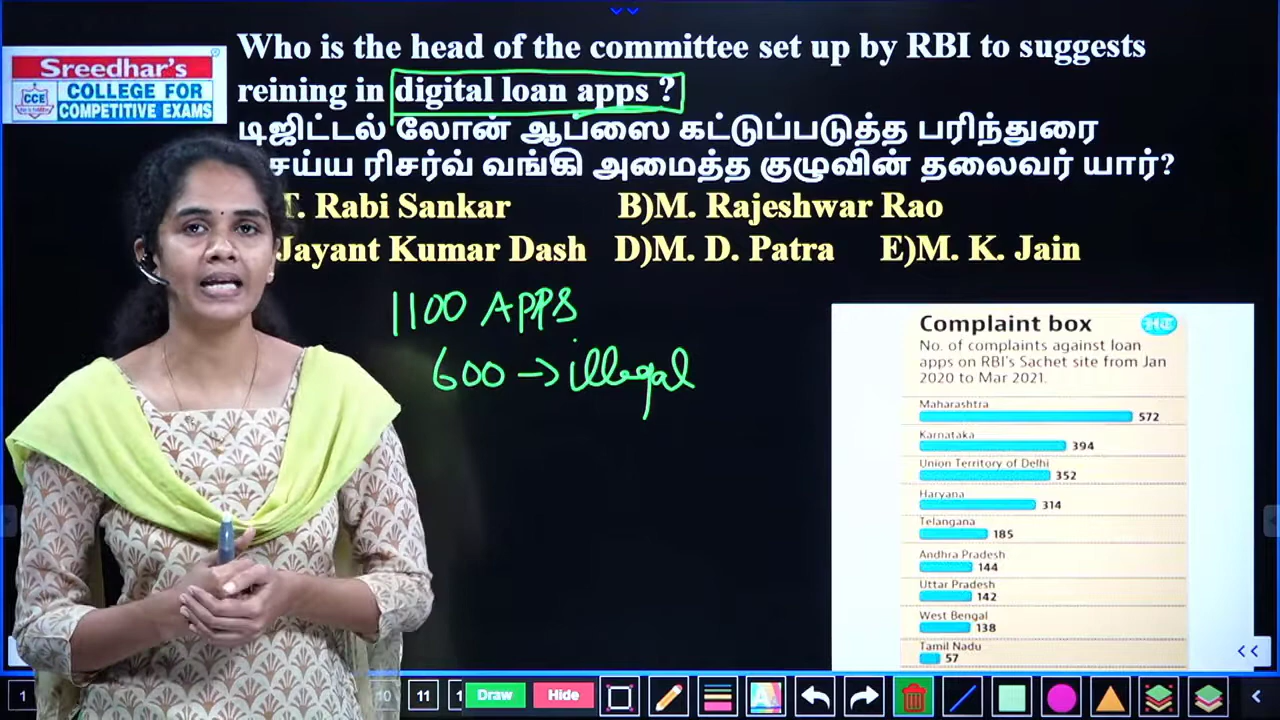 Sreedhar's
CCE
COLLEGE FOR
COMPETITIVE EXAMS
Who is the head of the committee set up by RBI to suggests
reining in digital loan apps ?
டிஜிட்டல் லோன் ஆப்ஸை கட்டுப்படுத்த பரிந்துரை
சய்ய ரிசர்வ் வங்கி அமைத்த குழுவின் தலைவர் யார்?
T. Rabi Sankar B)M. Rajeshwar Rao
Jayant Kumar Dash D)M. D. Patra E)M. K. Jain
1100 APPS
600 → illegal
Complaint box
HT
No. of complaints against loan
apps on RBI's Sachet site from Jan
2020 to Mar 2021.
Maharashtra
572
Karnataka
394
Union Territory of Delhi
352
Haryana
314
Telangana
185
Andhra Pradesh
144
Uttar Pradesh
142
West Bengal
138
Tamil Nadu
57
<<
1 10 11 1 Draw Hide